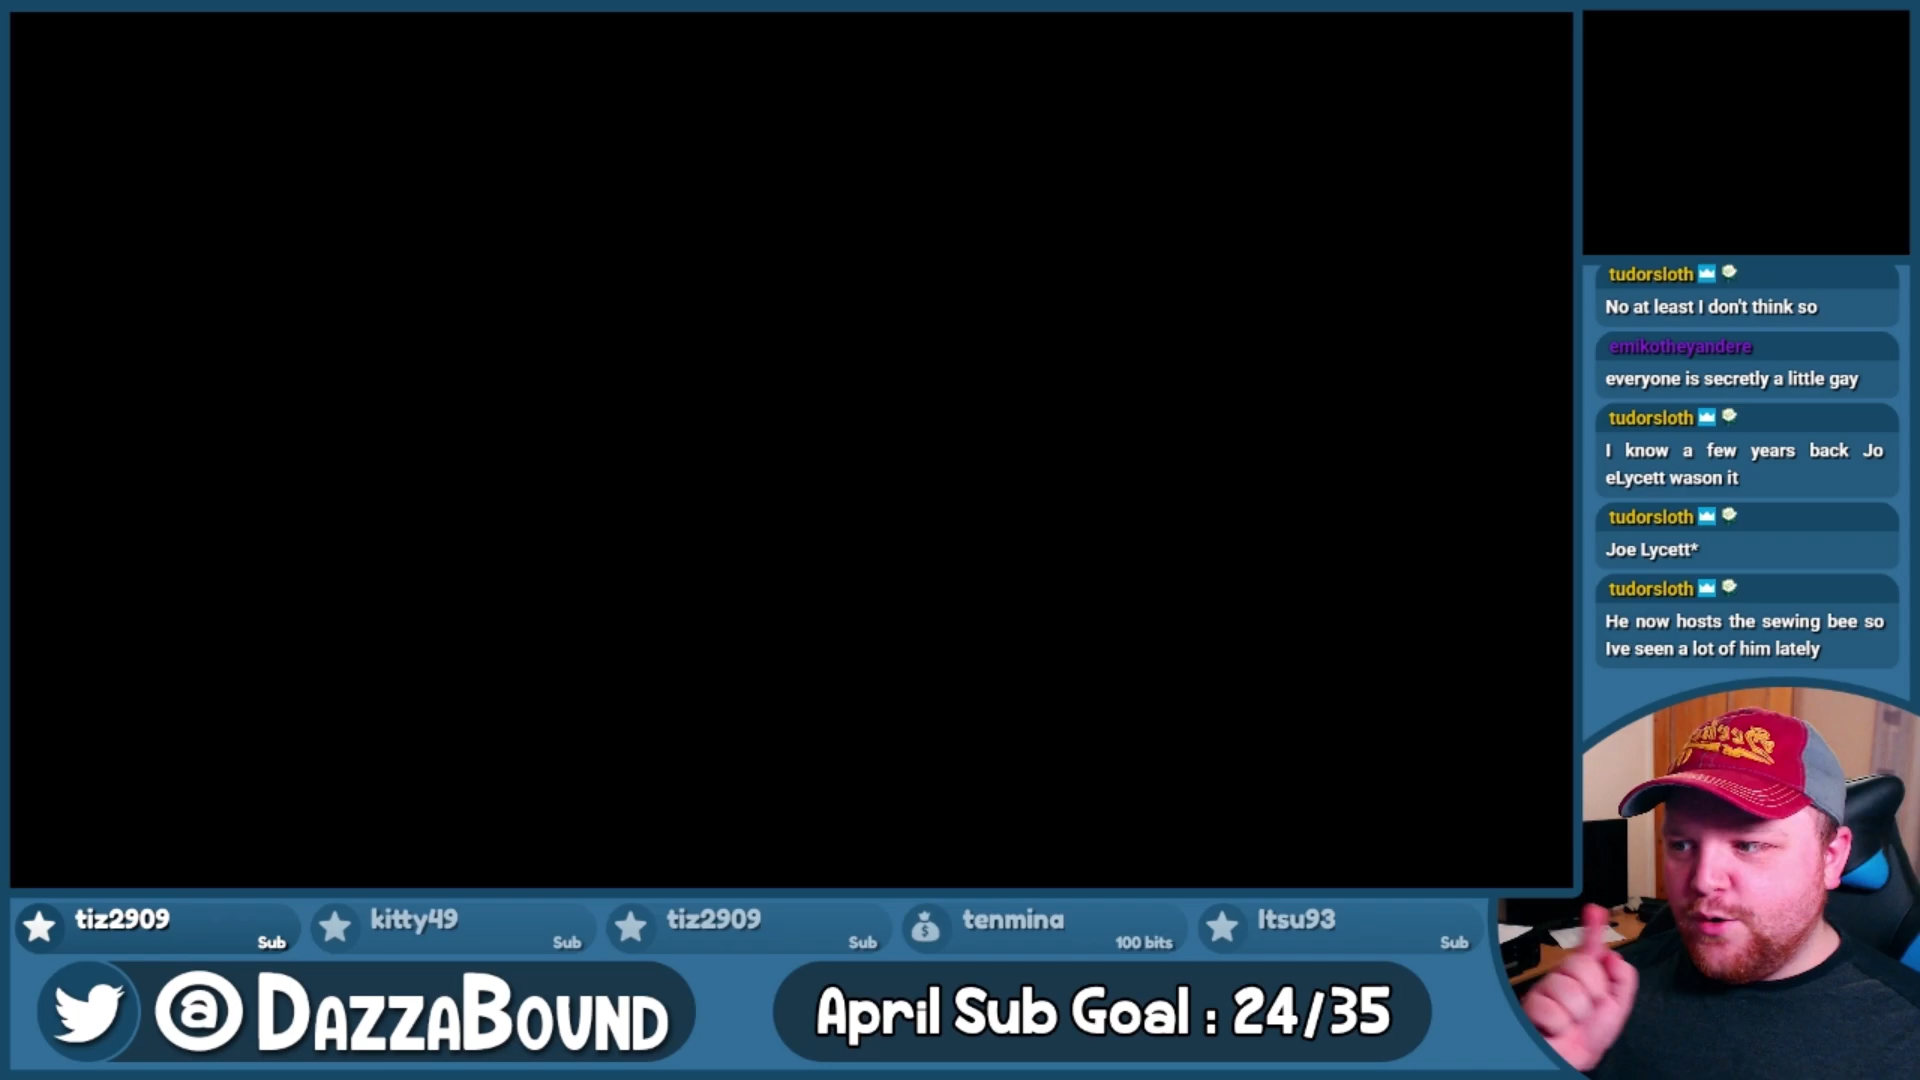 tudorsloth
No at least I don't think so
emikotheyandere
everyone is secretly a little gay
tudorsloth
I know a few years back Jo
eLycett wason it
tudorsloth
Joe Lycett*
tudorsloth
He now hosts the sewing bee so
Ive seen a lot of him lately
tiz2909
Sub
kitty49
Sub
tiz2909
Sub
tenmina
100 bits
Itsu93
Sub
@DazzaBound
April Sub Goal : 24/35